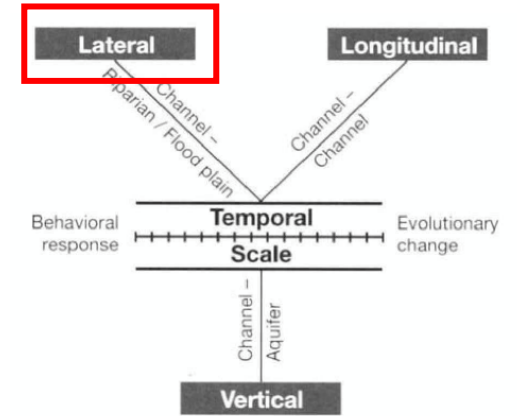 Lateral
Longitudinal
Channel –
Riparian / Flood plain
Channel –
Channel
Temporal
Scale
Behavioral
response
Evolutionary
change
Channel –
Aquifer
Vertical